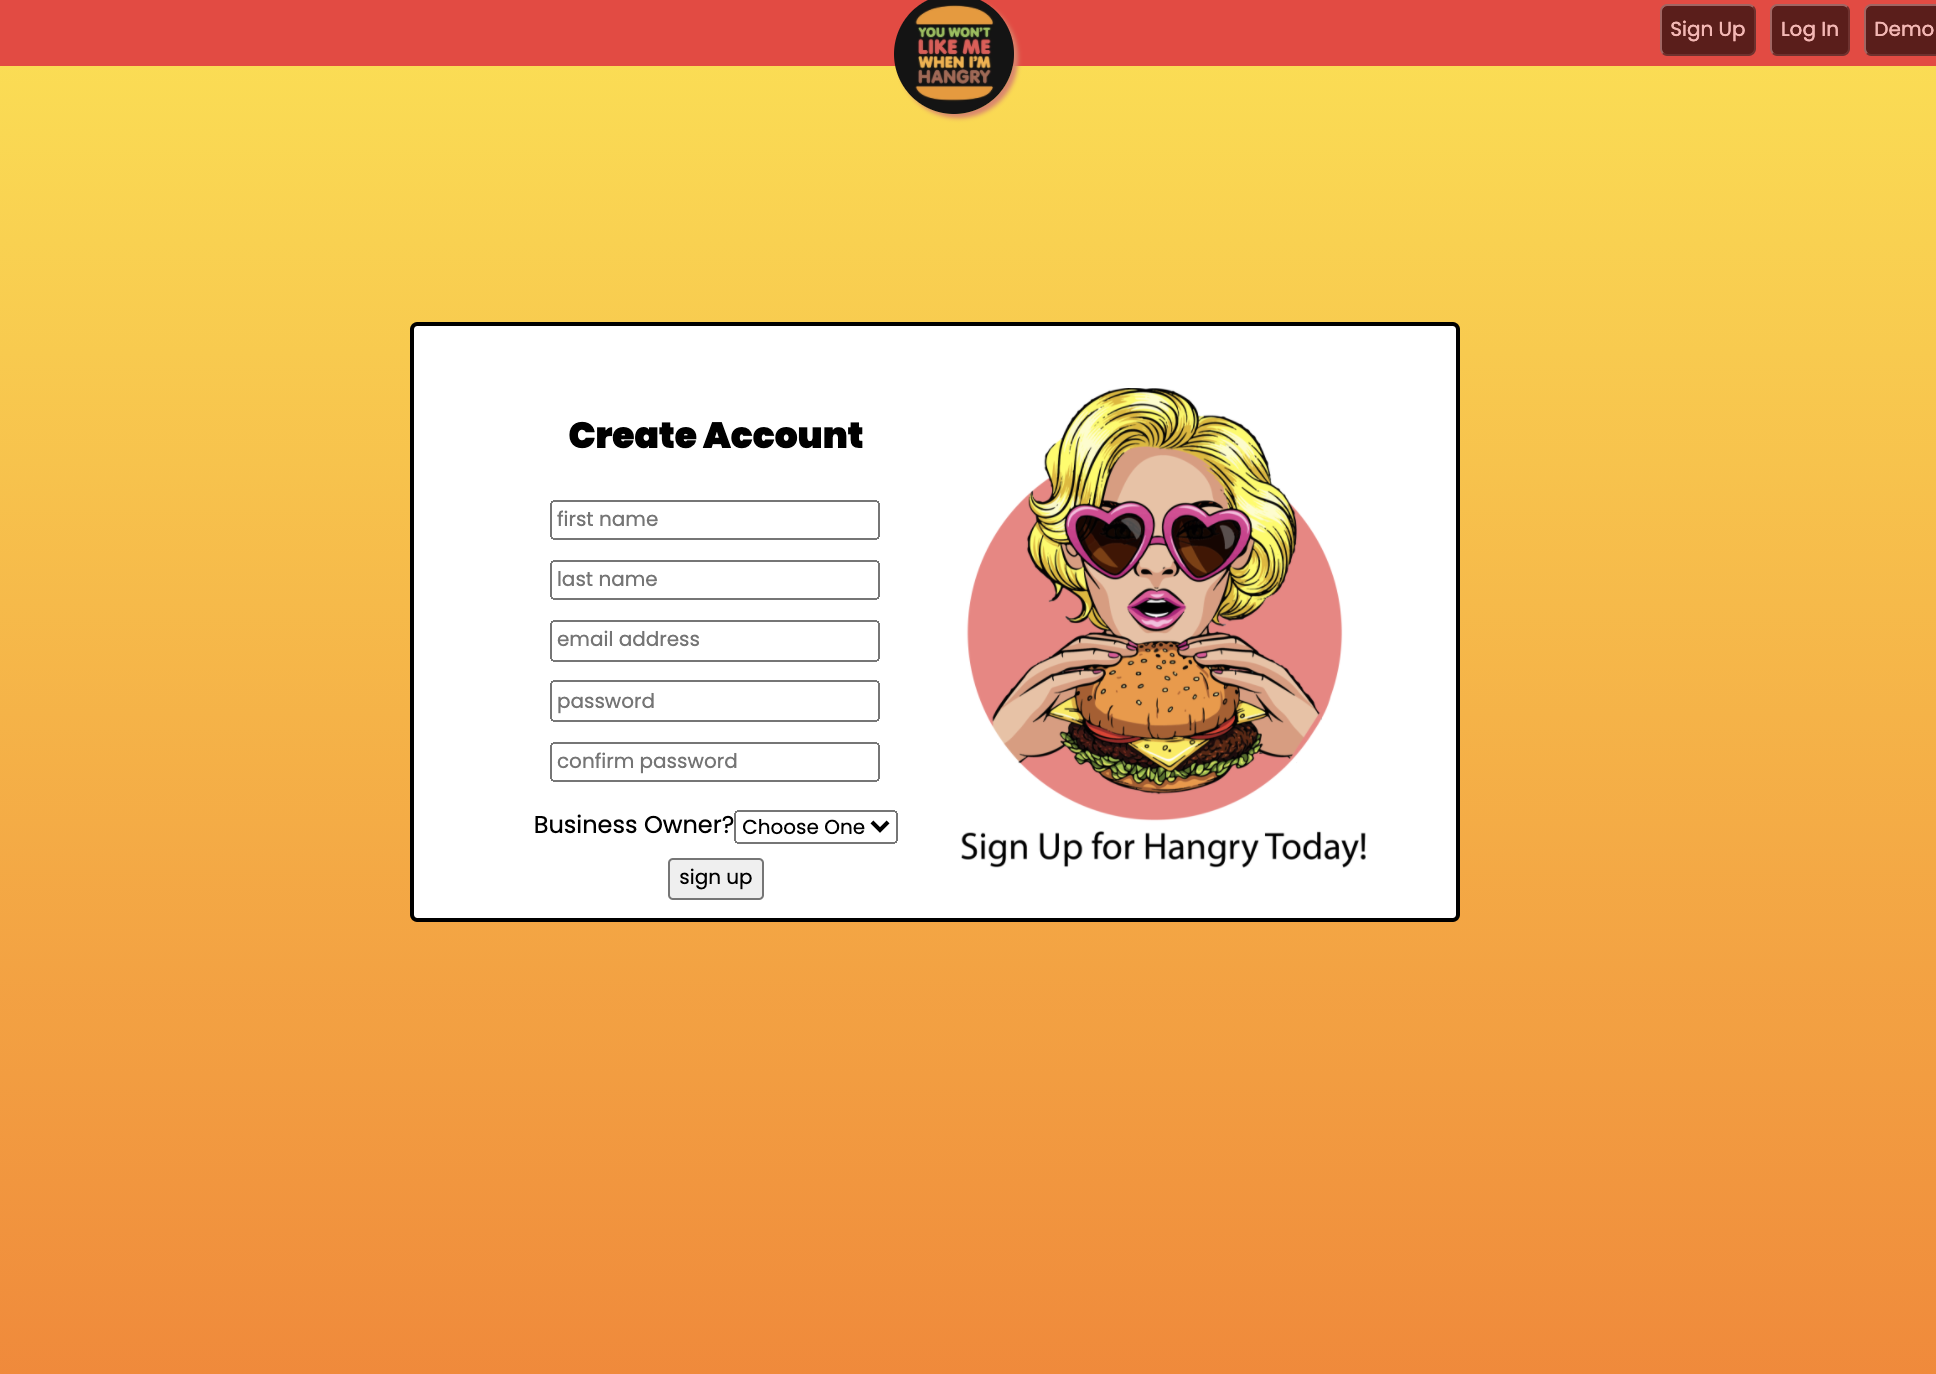 Sign Up
Log In
Demo
YOU WON'T
LIKE ME
WHEN I'M
HANGRY
Create Account
first name
last name
email address
password
confirm password
Business Owner? Choose One
sign up
Sign Up for Hangry Today!